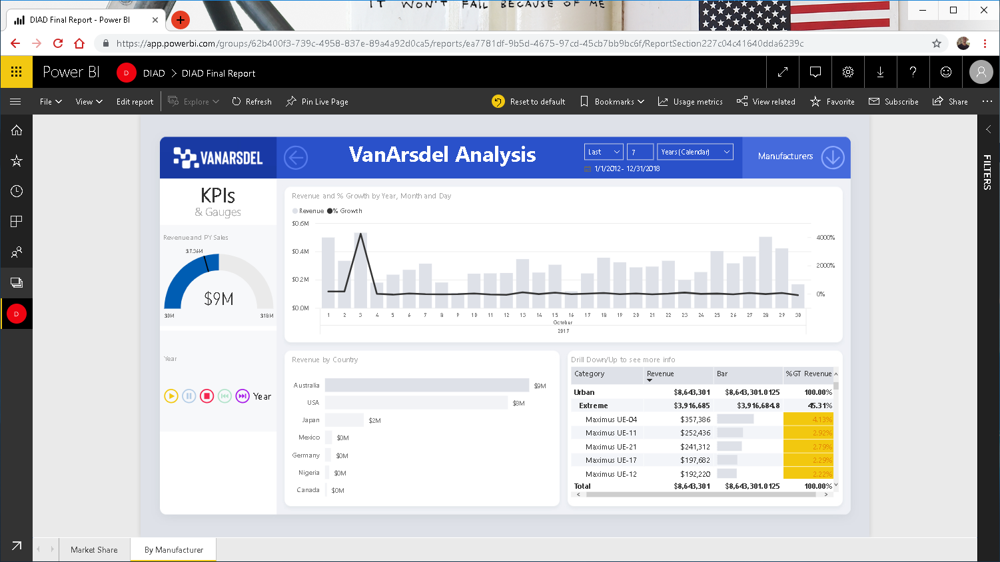 IT WON'T FAIL BECAUSE OF ME
DIAD Final Report - Power BI
https://app.powerbi.com/groups/62b400f3-739c-4958-837e-89a4a92d0ca5/reports/ea7781df-9b5d-4675-97cd-45cb7bb9bc6f/ReportSection227c04c41640dda6239c
Power BI D DIAD > DIAD Final Report
File View Edit report Explore Refresh Pin Live Page Reset to default Bookmarks Usage metrics View related Favorite Subscribe Share
VANARSDEL
VanArsdel Analysis
Last 7 Years (Calendar)
1/1/2012 - 12/31/2018
Manufacturers
FILTERS
D
KPIs
& Gauges
Revenue and PY Sales
$7.36M
$9M
$0M $18M
Year
Year
Revenue and % Growth by Year, Month and Day
Revenue % Growth
$0.6M
$0.4M
$0.2M
$0.0M
4000%
2000%
0%
1 2 3 4 5 6 7 8 9 10 11 12 13 14 15 16 17 18 19 20 21 22 23 24 25 26 27 28 29 30
October
2017
Revenue by Country
Australia $9M
USA $8M
Japan $2M
Mexico $0M
Germany $0M
Nigeria $0M
Canada $0M
Drill Down/Up to see more info
Category Revenue Bar %GT Revenue
Urban $8,643,301 $8,643,301.0125 100.00%
Extreme $3,916,685 $3,916,684.8 45.31%
Maximus UE-04 $357,386 4.13%
Maximus UE-11 $252,436 2.92%
Maximus UE-21 $241,312 2.79%
Maximus UE-17 $197,682 2.29%
Maximus UE-12 $192,220 2.22%
Total $8,643,301 $8,643,301.0125 100.00%
Market Share By Manufacturer